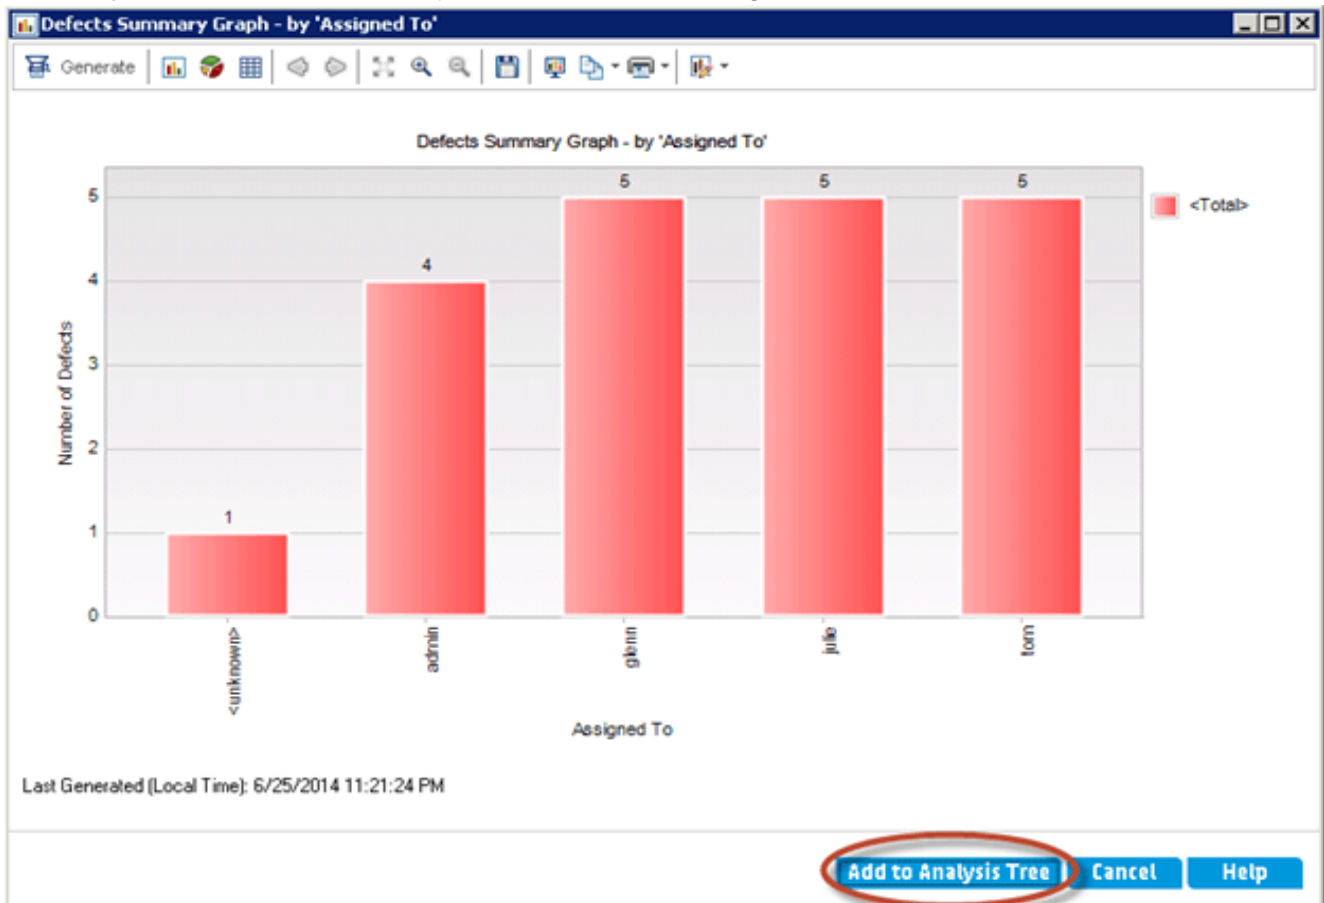 Defects Summary Graph - by 'Assigned To'
Generate
Defects Summary Graph - by 'Assigned To'
5
5
5
5
<Total>
4
4
3
Number of Defects
2
1
1
0
<unknown>
admin
glenn
julie
tom
Assigned To
Last Generated (Local Time): 6/25/2014 11:21:24 PM
Add to Analysis Tree
Cancel
Help